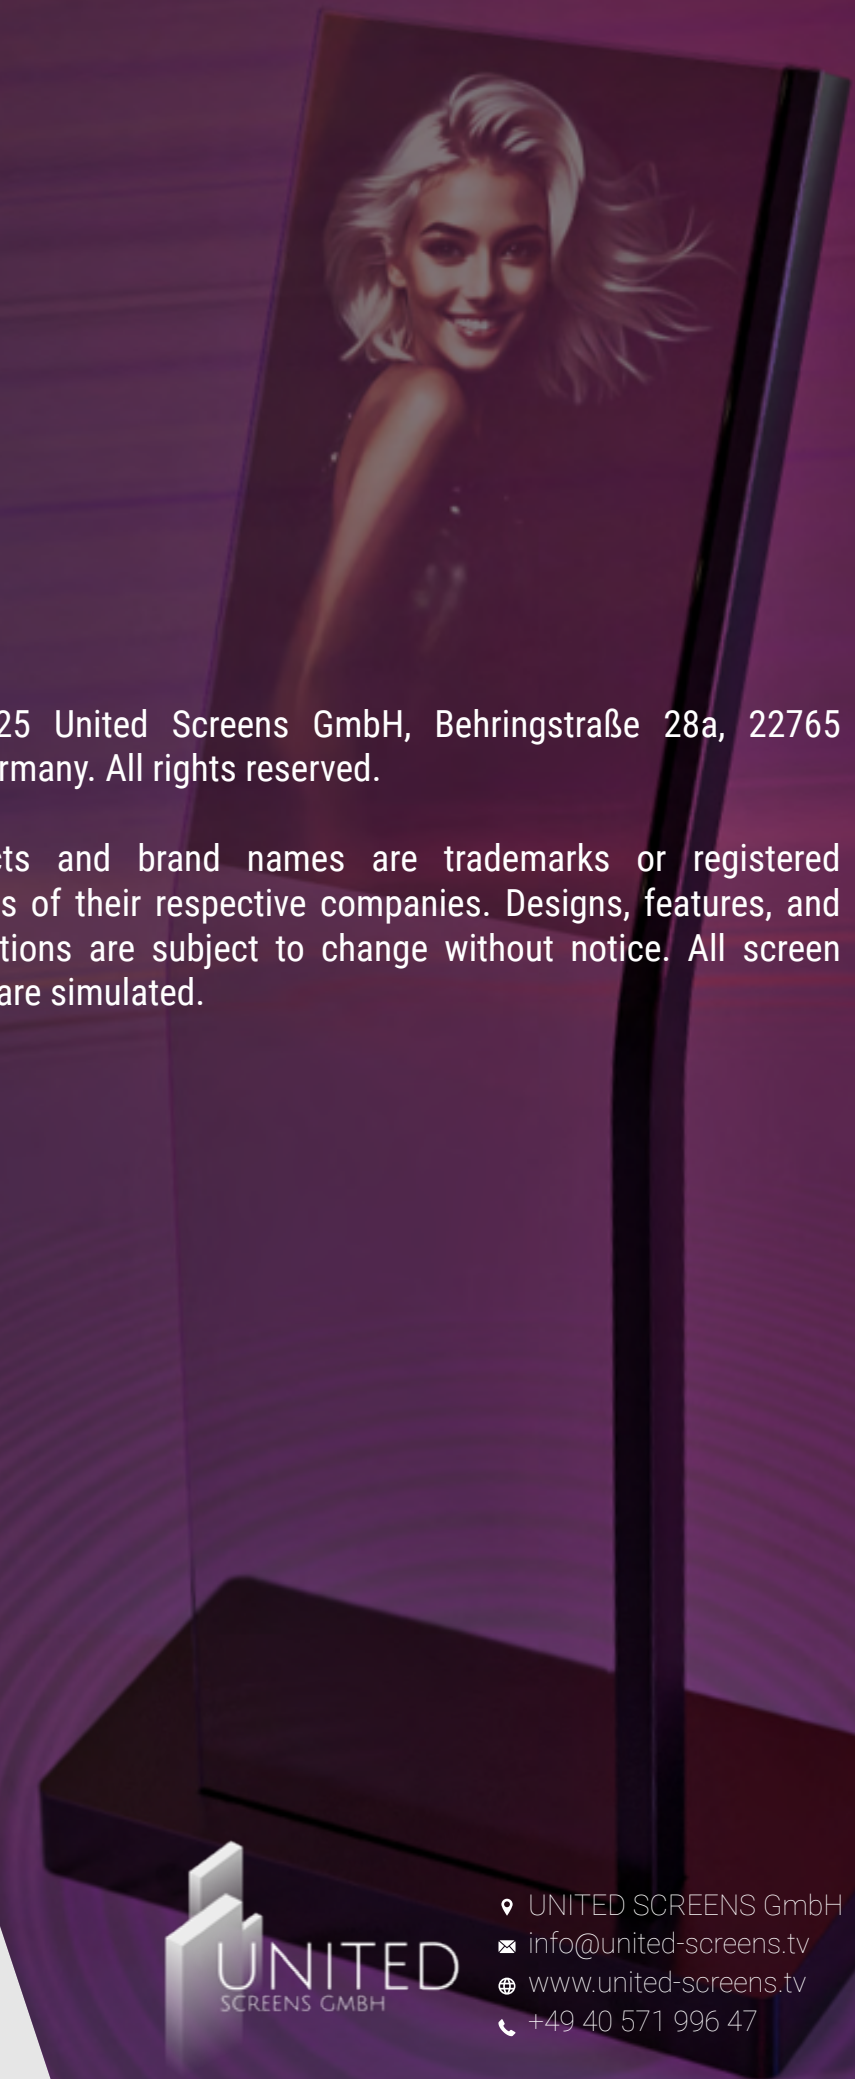 25 United Screens GmbH, Behringstraße 28a, 22765
rmany. All rights reserved.
cts and brand names are trademarks or registered
s of their respective companies. Designs, features, and
tions are subject to change without notice. All screen
are simulated.
UNITED
SCREENS GMBH
UNITED SCREENS GmbH
info@united-screens.tv
www.united-screens.tv
+49 40 571 996 47